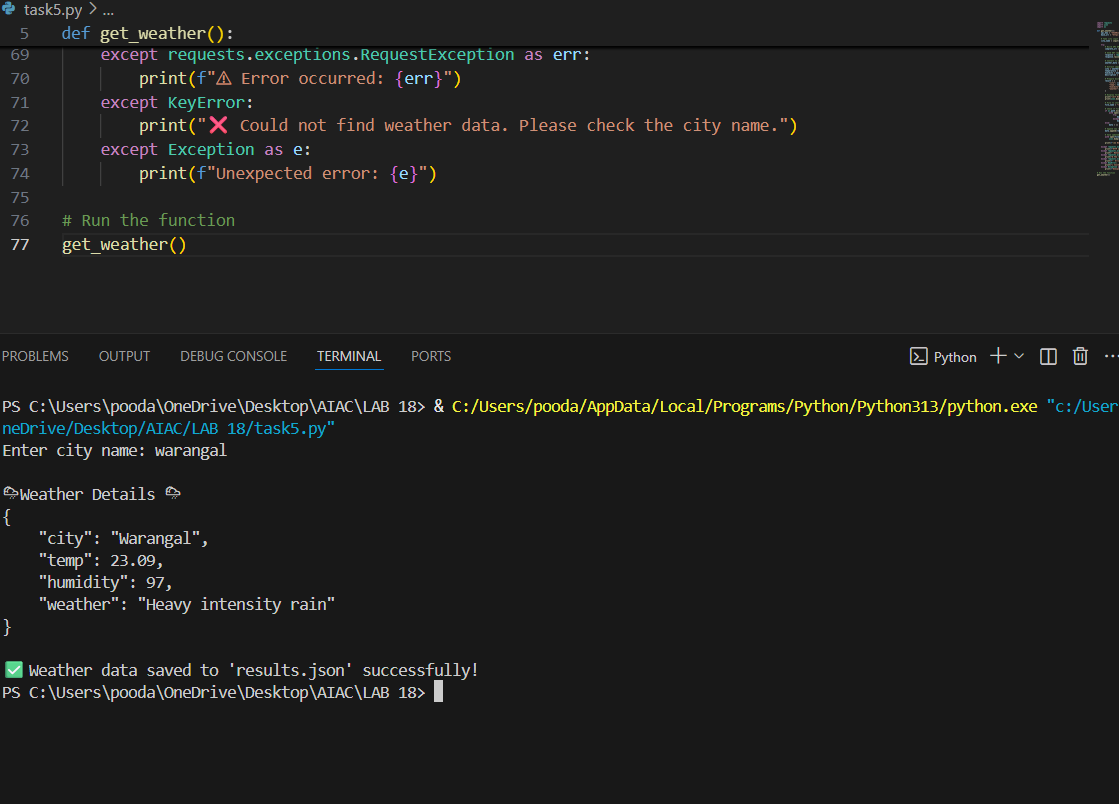 task5.py > ...
5 def get_weather():
69 except requests.exceptions.RequestException as err:
70 print(f"⚠ Error occurred: {err}")
71 except KeyError:
72 print("❌ Could not find weather data. Please check the city name.")
73 except Exception as e:
74 print(f"Unexpected error: {e}")
75
76 # Run the function
77 get_weather()
PROBLEMS OUTPUT DEBUG CONSOLE TERMINAL PORTS Python
PS C:\Users\pooda\OneDrive\Desktop\AIAC\LAB 18> & C:/Users/pooda/AppData/Local/Programs/Python/Python313/python.exe "c:/User
neDrive/Desktop/AIAC/LAB 18/task5.py"
Enter city name: warangal
🌧Weather Details 🌧
{
"city": "Warangal",
"temp": 23.09,
"humidity": 97,
"weather": "Heavy intensity rain"
}
✅ Weather data saved to 'results.json' successfully!
PS C:\Users\pooda\OneDrive\Desktop\AIAC\LAB 18>